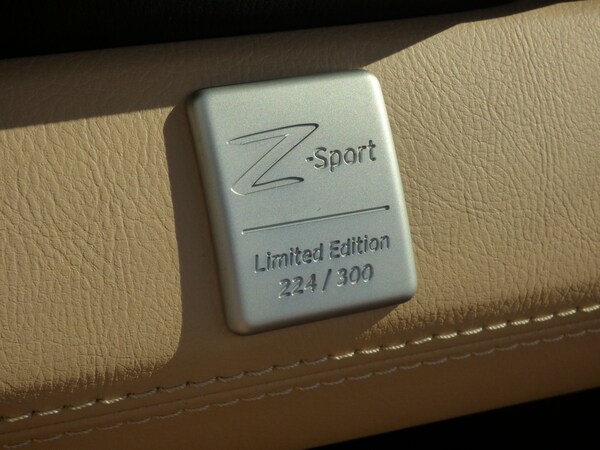 Z-Sport
Limited Edition
224 / 300